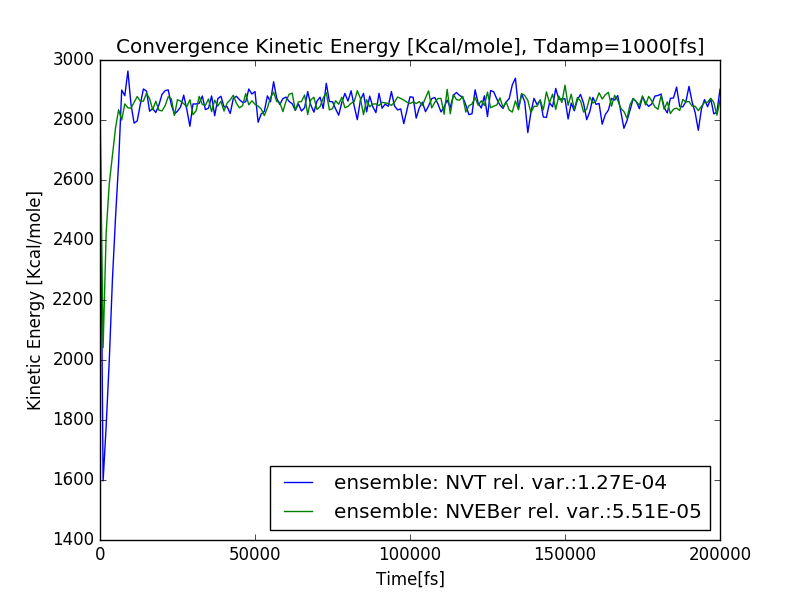 Convergence Kinetic Energy [Kcal/mole], Tdamp=1000[fs]
3000
2800
2600
2400
2200
2000
1800
1600
1400
Kinetic Energy [Kcal/mole]
ensemble: NVT rel. var.:1.27E-04
ensemble: NVEBer rel. var.:5.51E-05
0 50000 100000 150000 200000
Time[fs]